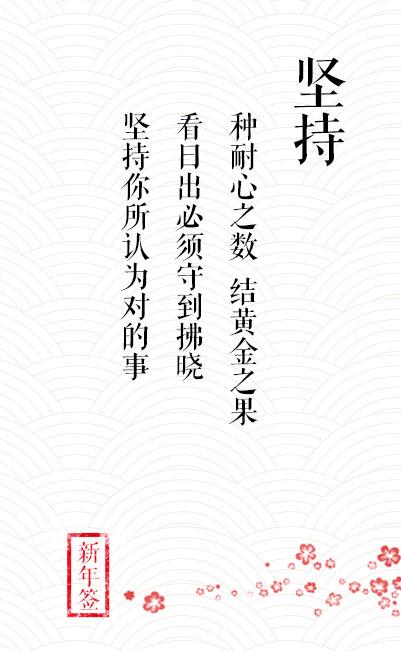 坚持
种耐心之数 结黄金之果
看日出必须守到拂晓
坚持你所认为对的事
新年签